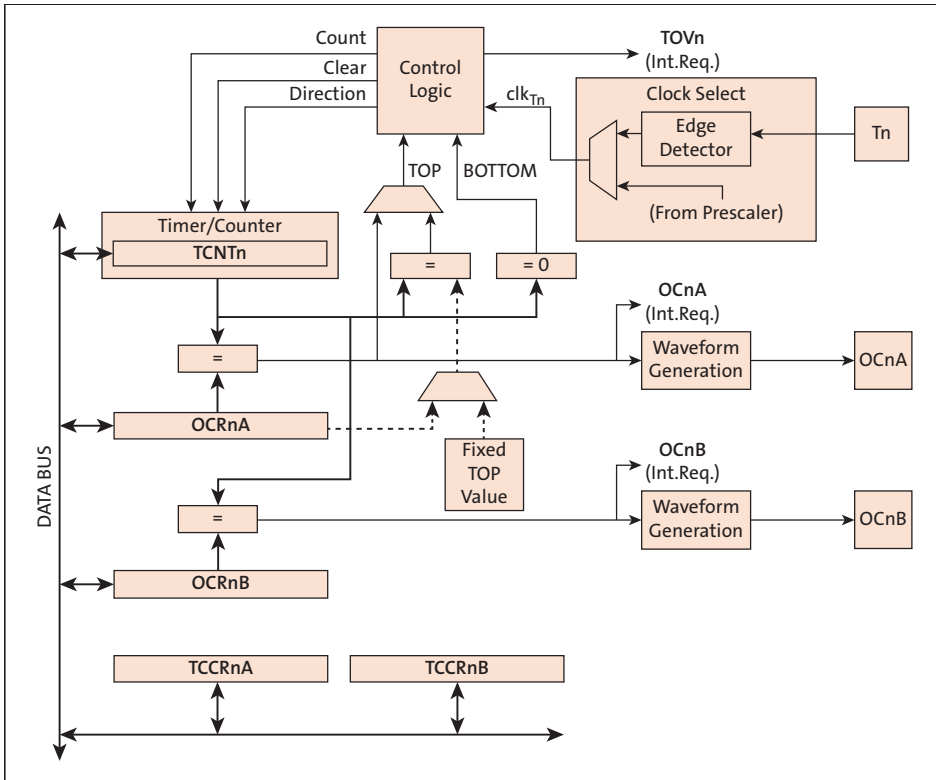 Count
Clear
Direction
Control
Logic
TOVn
(Int.Req.)
clkTn
Clock Select
Edge
Detector
Tn
(From Prescaler)
TOP
BOTTOM
Timer/Counter
TCNTn
=
= 0
OCnA
(Int.Req.)
=
Waveform
Generation
OCnA
OCRnA
Fixed
TOP
Value
OCnB
(Int.Req.)
=
Waveform
Generation
OCnB
OCRnB
DATA BUS
TCCRnA
TCCRnB